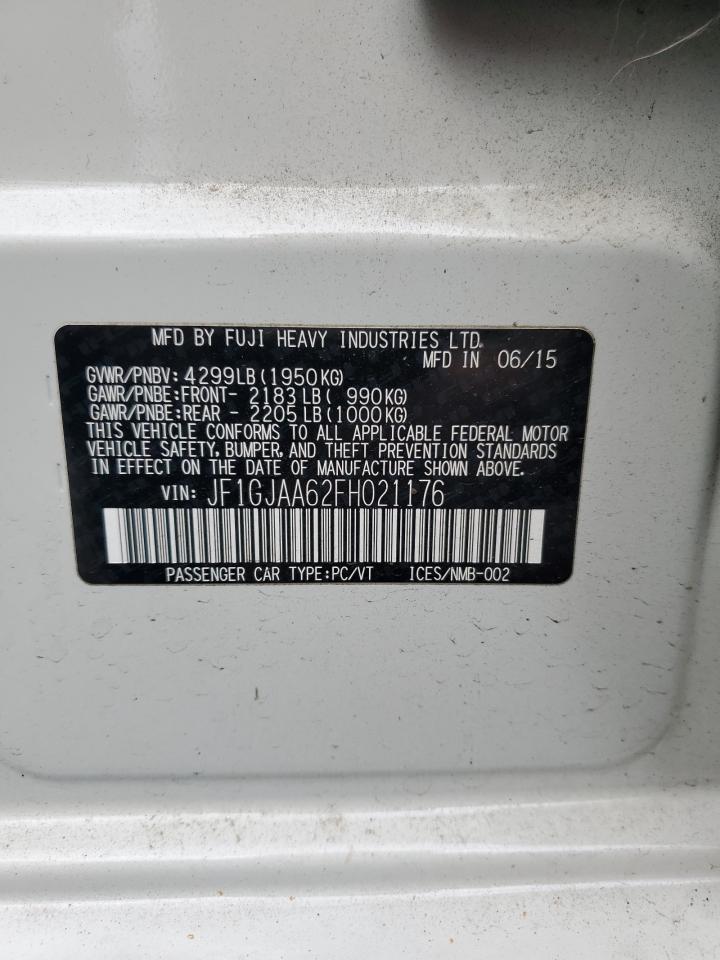 MFD BY FUJI HEAVY INDUSTRIES LTD.
MFD IN 06/15
GVWR/PNBV: 4299LB(1950KG)
GAWR/PNBE:FRONT- 2183LB( 990KG)
GAWR/PNBE:REAR - 2205LB(1000KG)
THIS VEHICLE CONFORMS TO ALL APPLICABLE FEDERAL MOTOR
VEHICLE SAFETY, BUMPER, AND THEFT PREVENTION STANDARDS
IN EFFECT ON THE DATE OF MANUFACTURE SHOWN ABOVE.
VIN: JF1GJAA62FH021176
PASSENGER CAR TYPE:PC/VT ICES/NMB-002